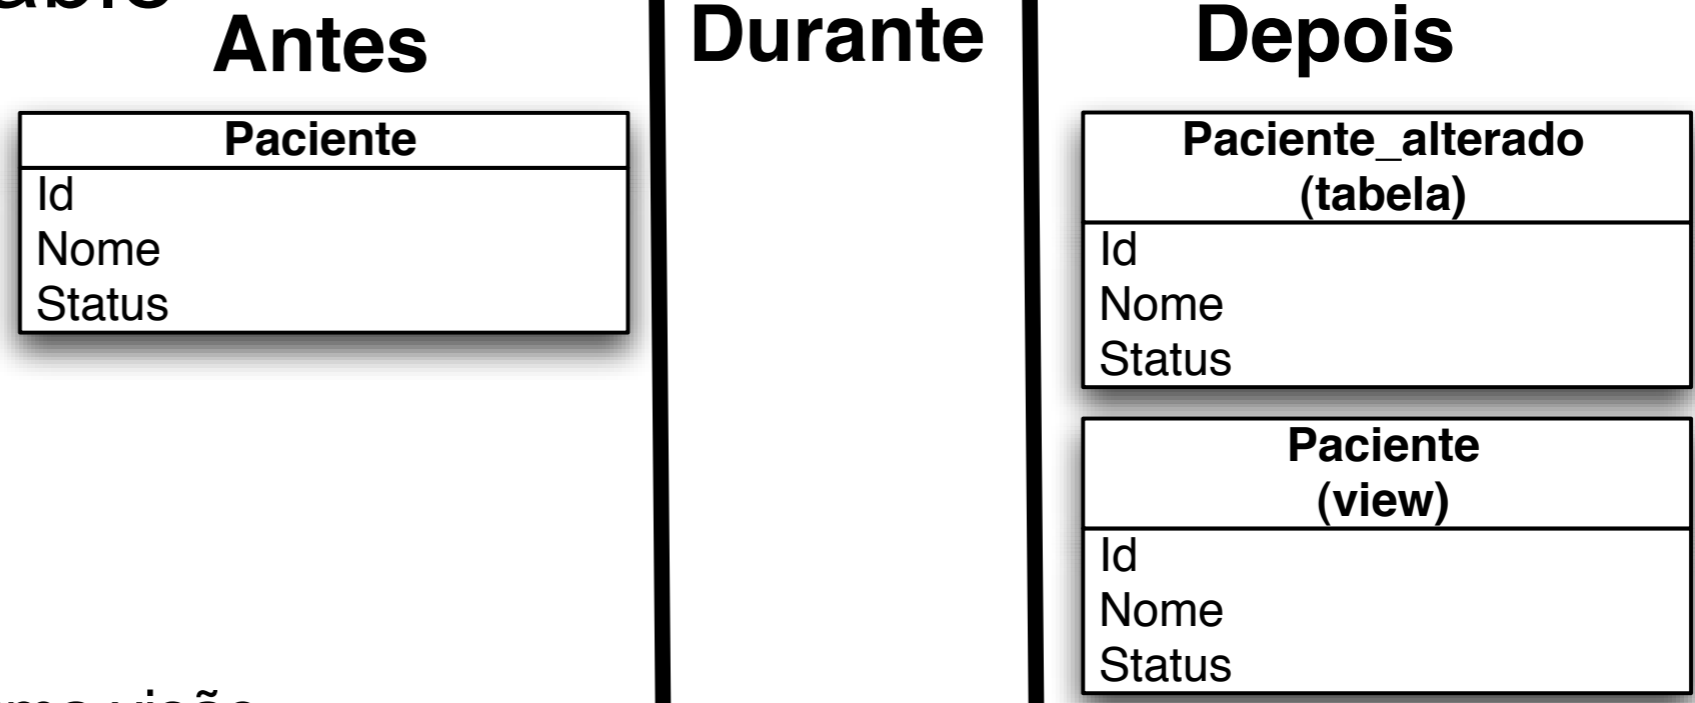 Antes
Paciente
Id
Nome
Status
Durante
Depois
Paciente_alterado
(tabela)
Id
Nome
Status
Paciente
(view)
Id
Nome
Status